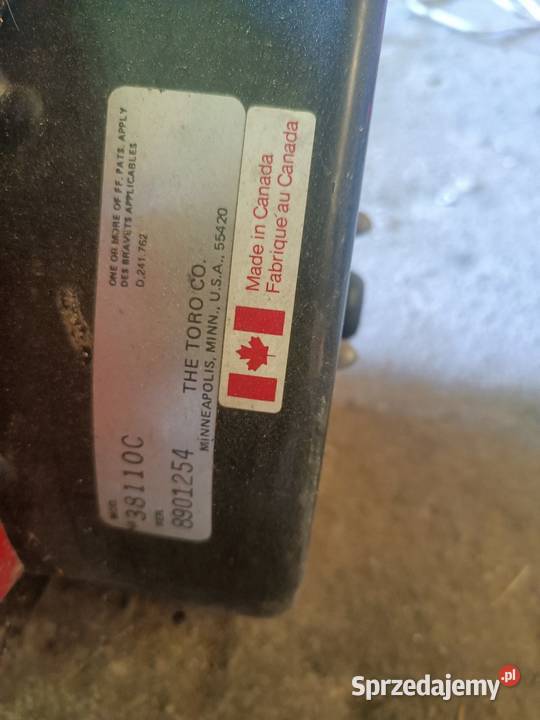 ONE OR MORE OF FF. PATS. APPLY
DES BRAVETS APPLICABLES
D.241,762
THE TORO CO.
MINNEAPOLIS, MINN., U.S.A., 55420
MOD.
38110C
SER.
8901254
Made in Canada
Fabriqué au Canada
Sprzedajemy.pl